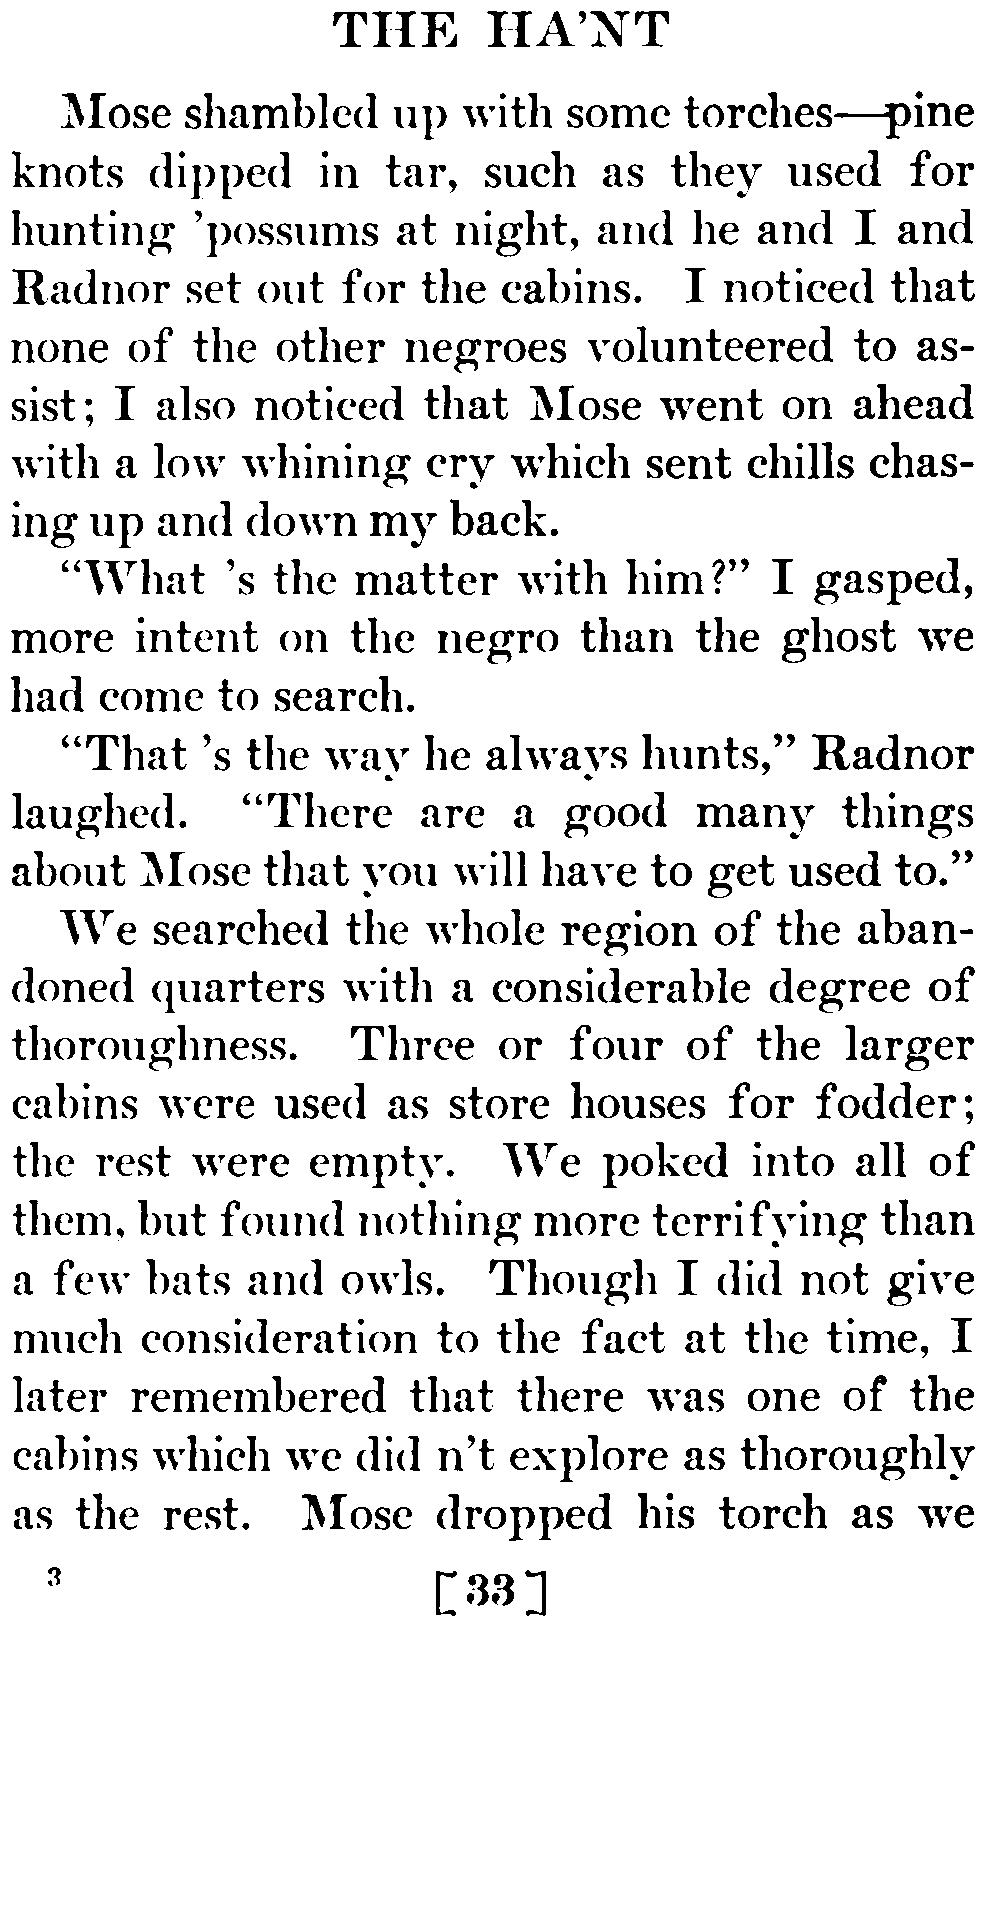 THE HA'NT
Mose shambled up with some torches—pine
knots dipped in tar, such as they used for
hunting 'possums at night, and he and I and
Radnor set out for the cabins. I noticed that
none of the other negroes volunteered to as-
sist; I also noticed that Mose went on ahead
with a low whining cry which sent chills chas-
ing up and down my back.
"What 's the matter with him?" I gasped,
more intent on the negro than the ghost we
had come to search.
"That 's the way he always hunts," Radnor
laughed. "There are a good many things
about Mose that you will have to get used to."
We searched the whole region of the aban-
doned quarters with a considerable degree of
thoroughness. Three or four of the larger
cabins were used as store houses for fodder;
the rest were empty. We poked into all of
them, but found nothing more terrifying than
a few bats and owls. Though I did not give
much consideration to the fact at the time, I
later remembered that there was one of the
cabins which we did n't explore as thoroughly
as the rest. Mose dropped his torch as we
3 [33]